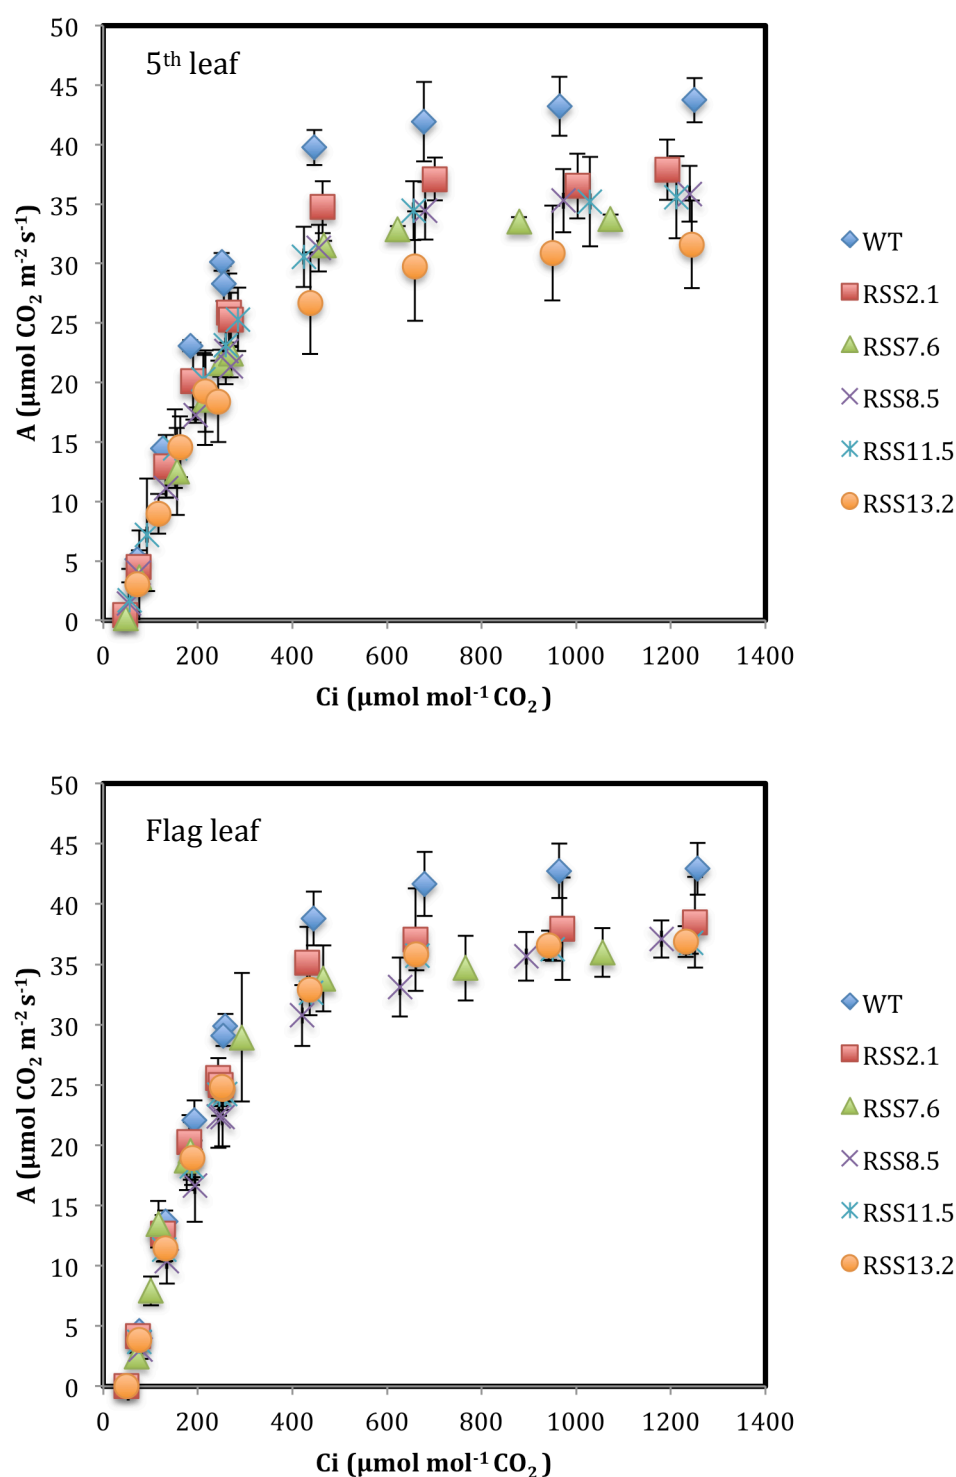 50
45
40
35
30
25
20
15
10
5
0
5th leaf
A (μmol CO2 m-2 s-1)
0 200 400 600 800 1000 1200 1400
Ci (μmol mol-1 CO2 )
WT
RSS2.1
RSS7.6
RSS8.5
RSS11.5
RSS13.2
50
45
40
35
30
25
20
15
10
5
0
Flag leaf
A (μmol CO2 m-2 s-1)
0 200 400 600 800 1000 1200 1400
Ci (μmol mol-1 CO2 )
WT
RSS2.1
RSS7.6
RSS8.5
RSS11.5
RSS13.2